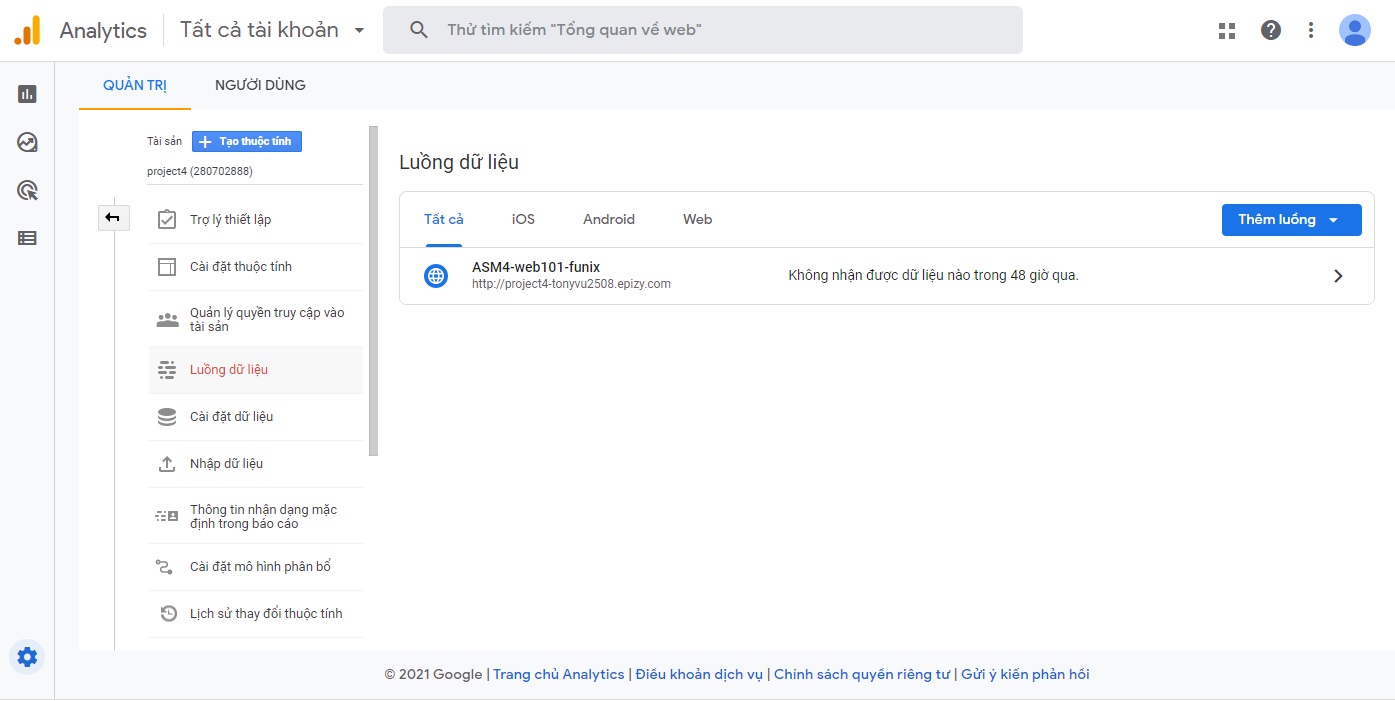 Analytics
Tất cả tài khoản
Thử tìm kiếm "Tổng quan về web"
QUẢN TRỊ
NGƯỜI DÙNG
Tài sản
Tạo thuộc tính
project4 (280702888)
Trợ lý thiết lập
Cài đặt thuộc tính
Quản lý quyền truy cập vào
tài sản
Luồng dữ liệu
Cài đặt dữ liệu
Nhập dữ liệu
Thông tin nhận dạng mặc
định trong báo cáo
Cài đặt mô hình phân bổ
Lịch sử thay đổi thuộc tính
Luồng dữ liệu
Tất cả
iOS
Android
Web
Thêm luồng
ASM4-web101-funix
http://project4-tonyvu2508.epizy.com
Không nhận được dữ liệu nào trong 48 giờ qua.
© 2021 Google | Trang chủ Analytics | Điều khoản dịch vụ | Chính sách quyền riêng tư | Gửi ý kiến phản hồi